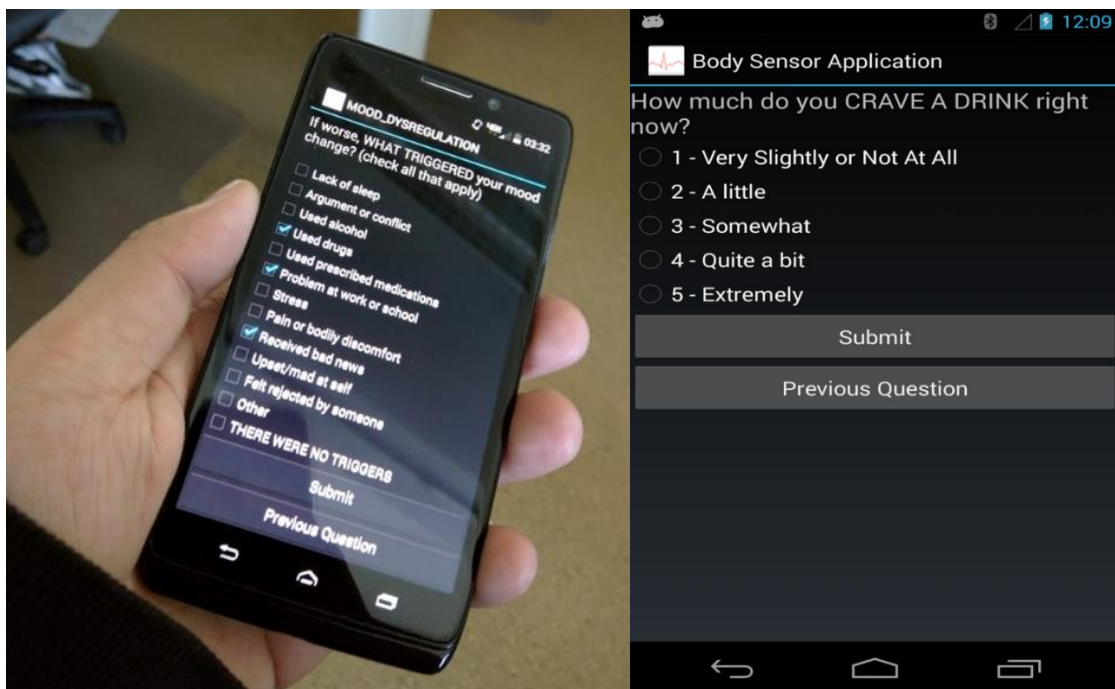 MOOD_DYSREGULATION
03:32
If worse, WHAT TRIGGERED your mood
change? (check all that apply)
Lack of sleep
Argument or conflict
Used alcohol
Used drugs
Used prescribed medications
Problem at work or school
Stress
Pain or bodily discomfort
Received bad news
Upset/mad at self
Felt rejected by someone
Other
THERE WERE NO TRIGGERS
Submit
Previous Question
12:09
Body Sensor Application
How much do you CRAVE A DRINK right
now?
1 - Very Slightly or Not At All
2 - A little
3 - Somewhat
4 - Quite a bit
5 - Extremely
Submit
Previous Question